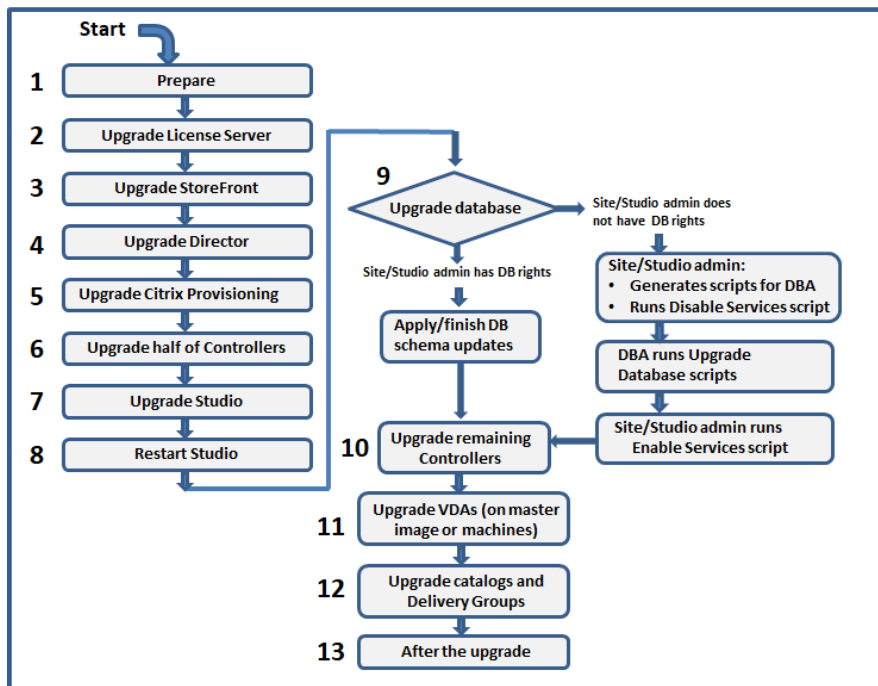 Start
1
Prepare
2
Upgrade License Server
3
Upgrade StoreFront
4
Upgrade Director
5
Upgrade Citrix Provisioning
6
Upgrade half of Controllers
7
Upgrade Studio
8
Restart Studio
9
Upgrade database
Site/Studio admin has DB rights
Apply/finish DB
schema updates
Site/Studio admin does
not have DB rights
Site/Studio admin:
• Generates scripts for DBA
• Runs Disable Services script
DBA runs Upgrade
Database scripts
Site/Studio admin runs
Enable Services script
10
Upgrade remaining
Controllers
11
Upgrade VDAs (on master
image or machines)
12
Upgrade catalogs and
Delivery Groups
13
After the upgrade